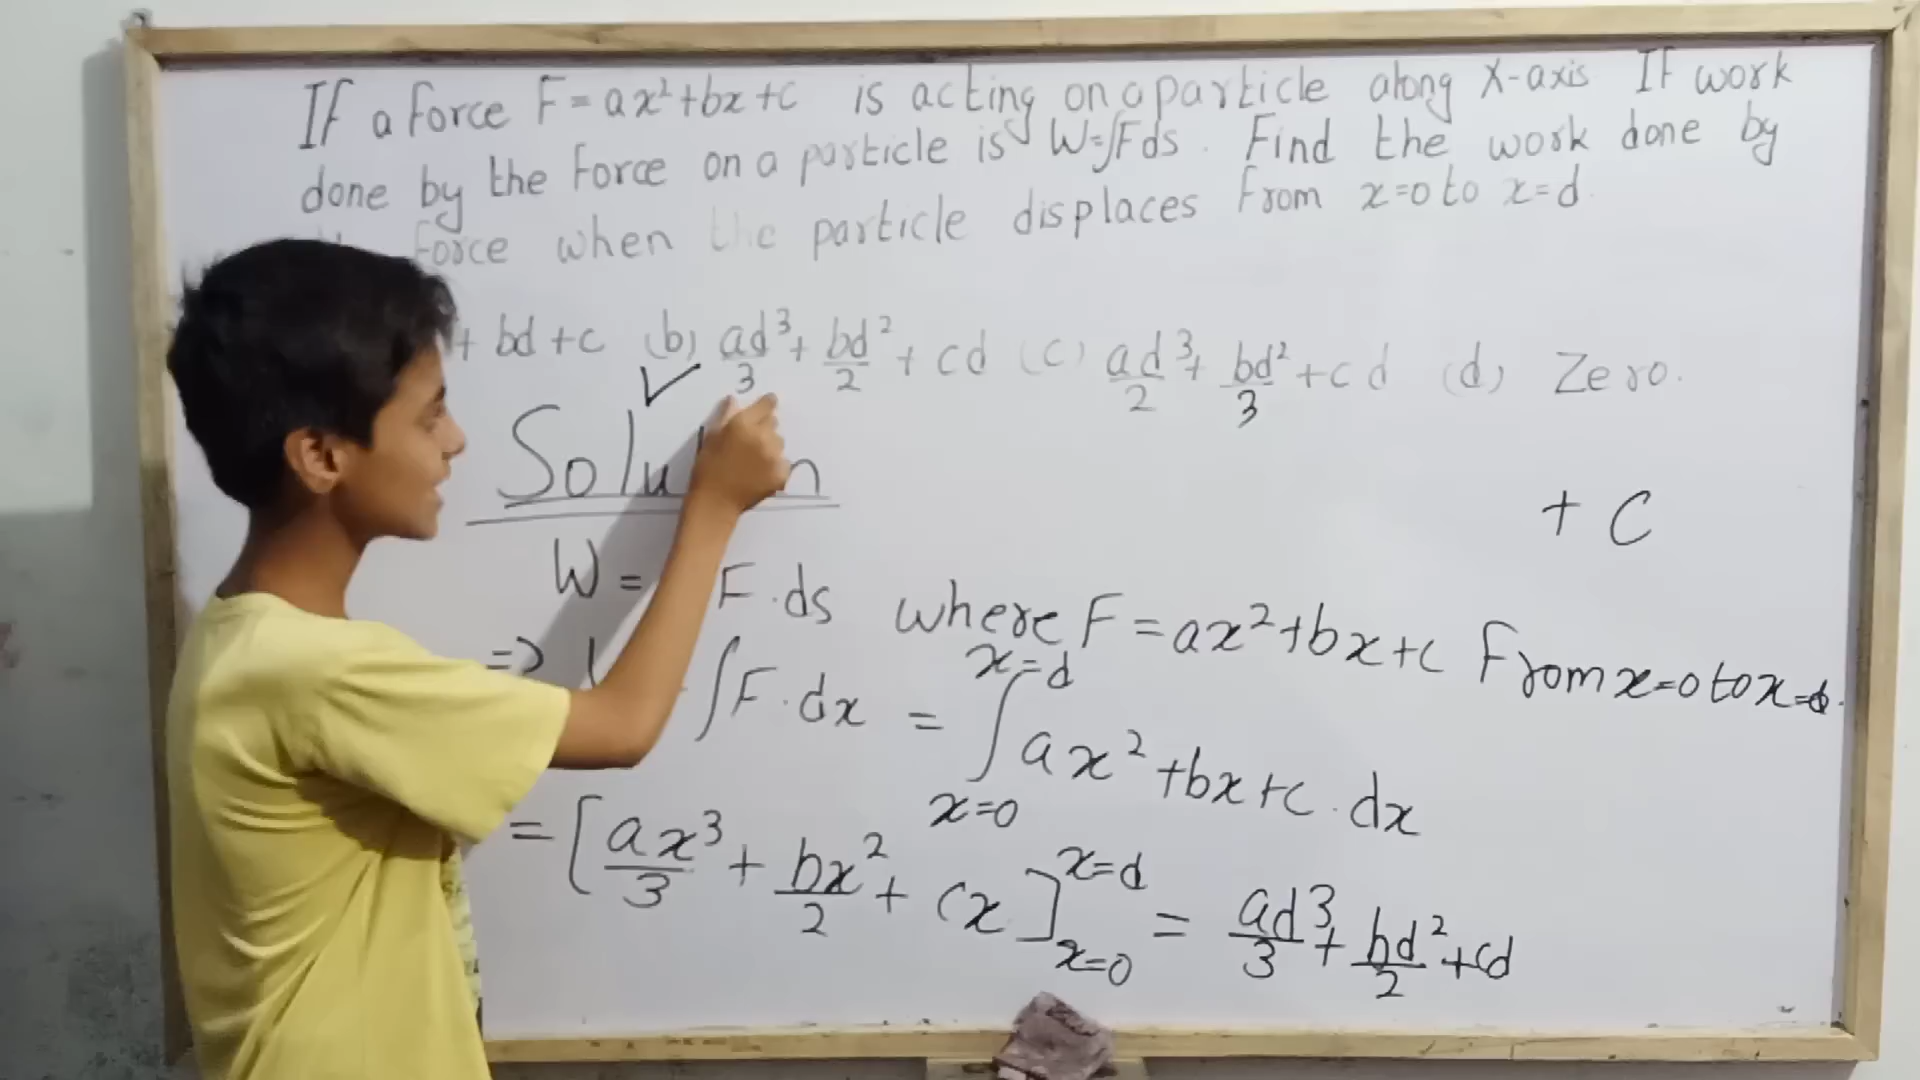 If a force F = ax²+bx+c is acting on a particle along X-axis If work
done by the force on a particle is W=∫Fds. Find the work done by
force when the particle displaces from x=0 to x=d.
+ bd+c (b) ad³/3 + bd²/2 + cd (c) ad³/2 + bd²/3 + cd (d) Zero.
✓
+ C
W = F.ds where F = ax²+bx+c From x=0 to x=d.
=> ∫F.dx = ∫_{x=0}^{x=d} ax²+bx+c.dx
= [ax³/3 + bx²/2 + cx]_{x=0}^{x=d} = ad³/3 + bd²/2 + cd